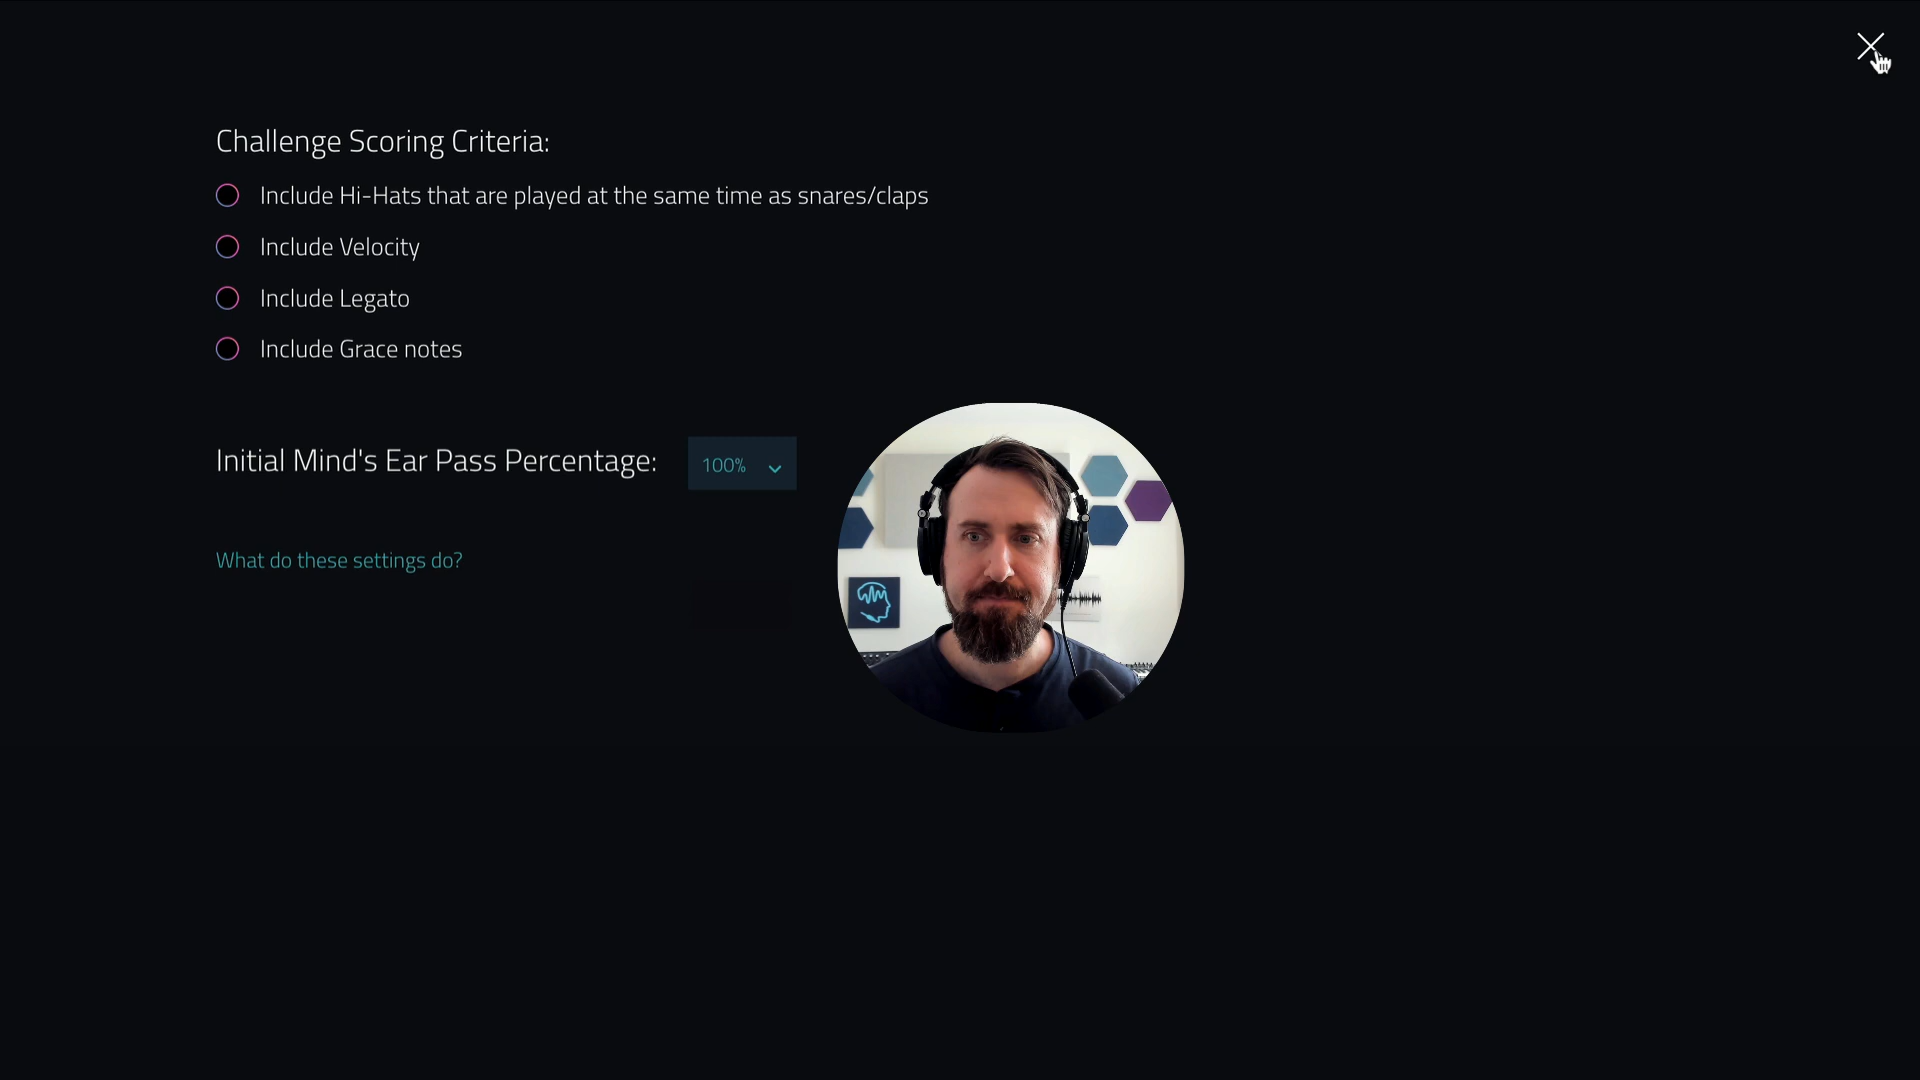 Challenge Scoring Criteria:
Include Hi-Hats that are played at the same time as snares/claps
Include Velocity
Include Legato
Include Grace notes
Initial Mind's Ear Pass Percentage:
100%
What do these settings do?